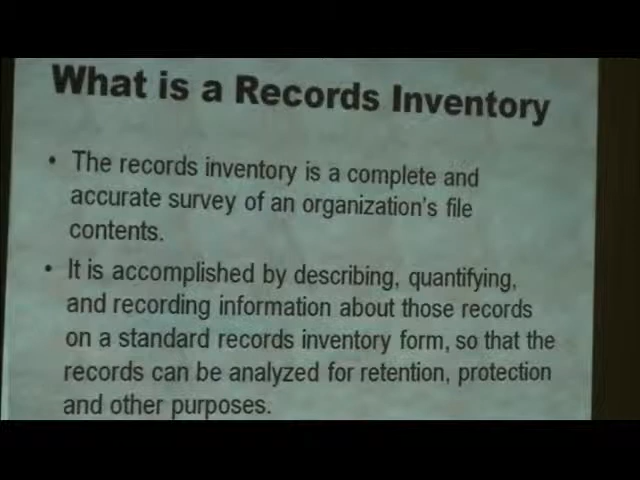 What is a Records Inventory
• The records inventory is a complete and
accurate survey of an organization's file
contents.
• It is accomplished by describing, quantifying,
and recording information about those records
on a standard records inventory form, so that the
records can be analyzed for retention, protection
and other purposes.